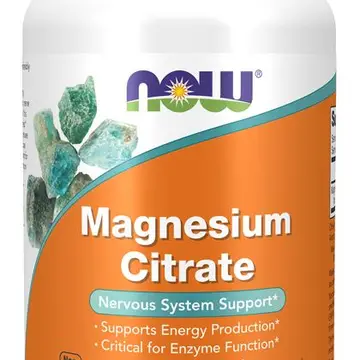 NOW®
Magnesium
Citrate
Nervous System Support*
• Supports Energy Production*
• Critical for Enzyme Function*